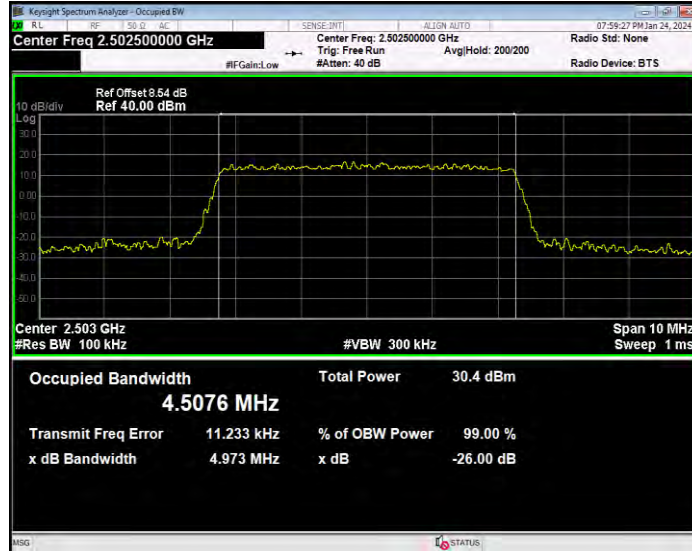 Keysight Spectrum Analyzer - Occupied BW
RL RF 50 Ω AC SENSE:INT ALIGN AUTO 07:59:27 PM Jan 24, 2024
Center Freq 2.502500000 GHz Center Freq: 2.502500000 GHz Radio Std: None
Trig: Free Run Avg|Hold: 200/200
#IFGain:Low #Atten: 40 dB Radio Device: BTS
Ref Offset 8.54 dB
10 dB/div Ref 40.00 dBm
Log
30.0
20.0
10.0
0.00
-10.0
-20.0
-30.0
-40.0
-50.0
Center 2.503 GHz Span 10 MHz
#Res BW 100 kHz #VBW 300 kHz Sweep 1 ms
Occupied Bandwidth Total Power 30.4 dBm
4.5076 MHz
Transmit Freq Error 11.233 kHz % of OBW Power 99.00 %
x dB Bandwidth 4.973 MHz x dB -26.00 dB
MSG STATUS